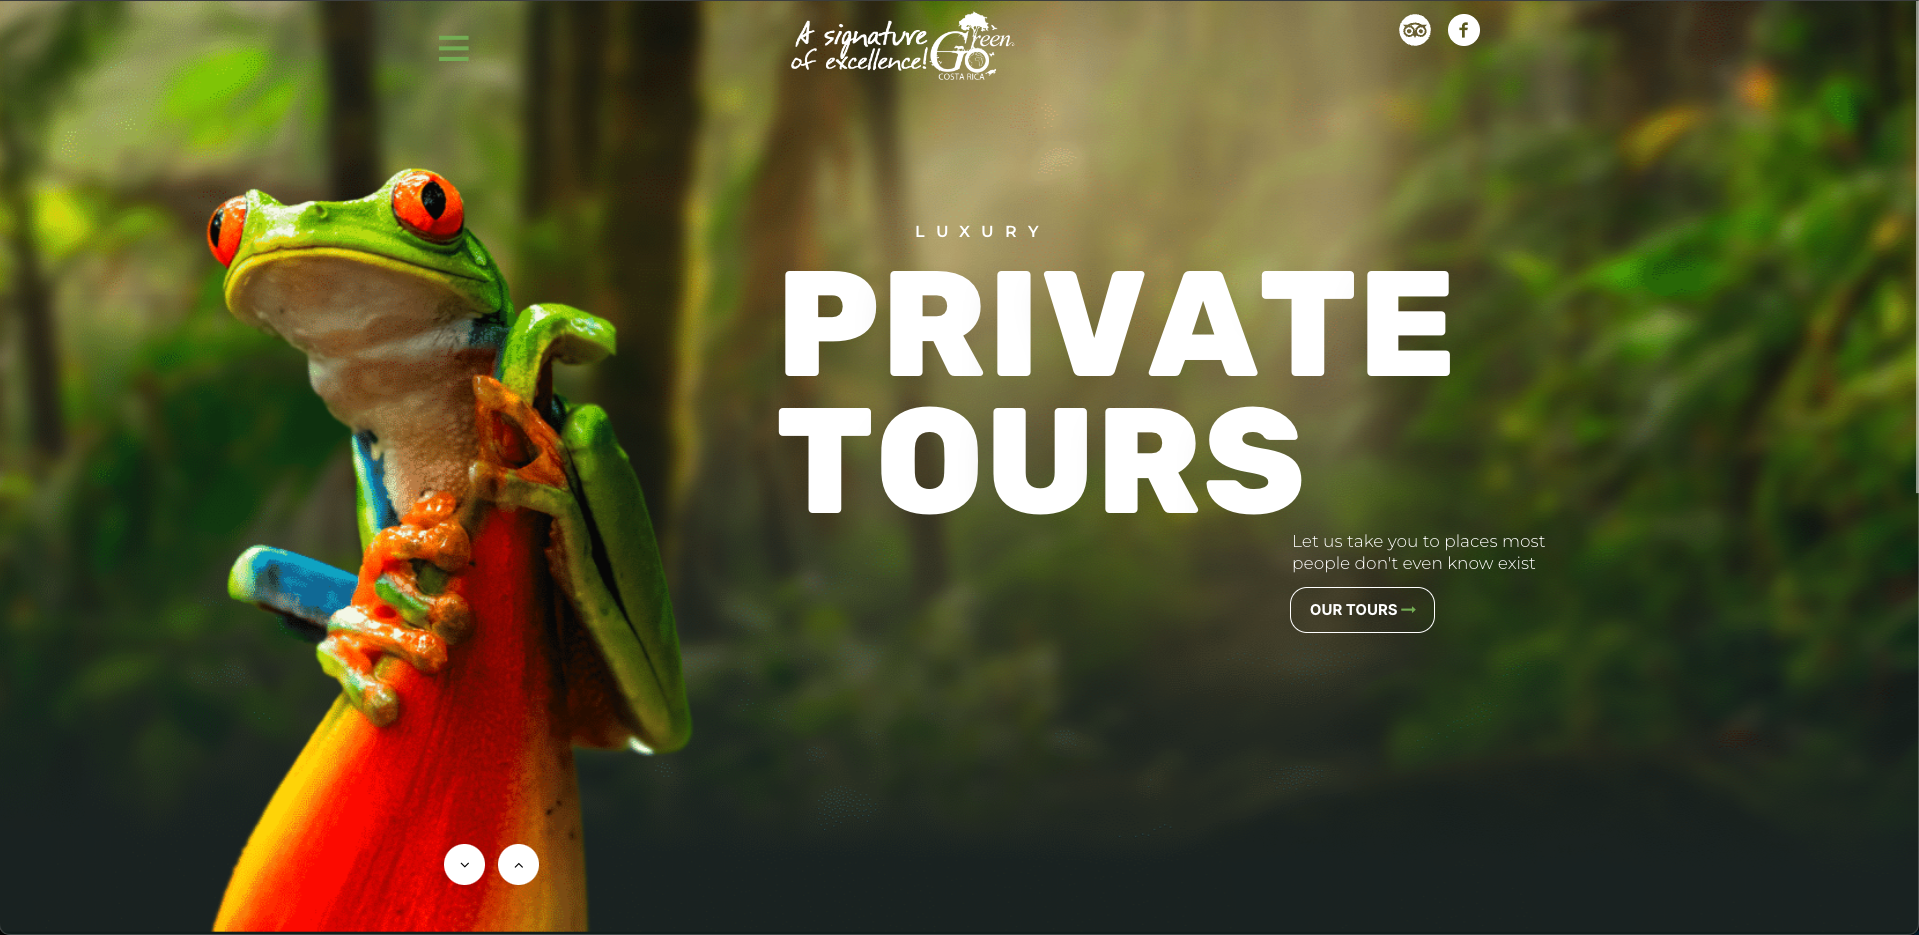 A signature
of excellence!
Green
GO
COSTA RICA
LUXURY
PRIVATE
TOURS
Let us take you to places most
people don't even know exist
OUR TOURS